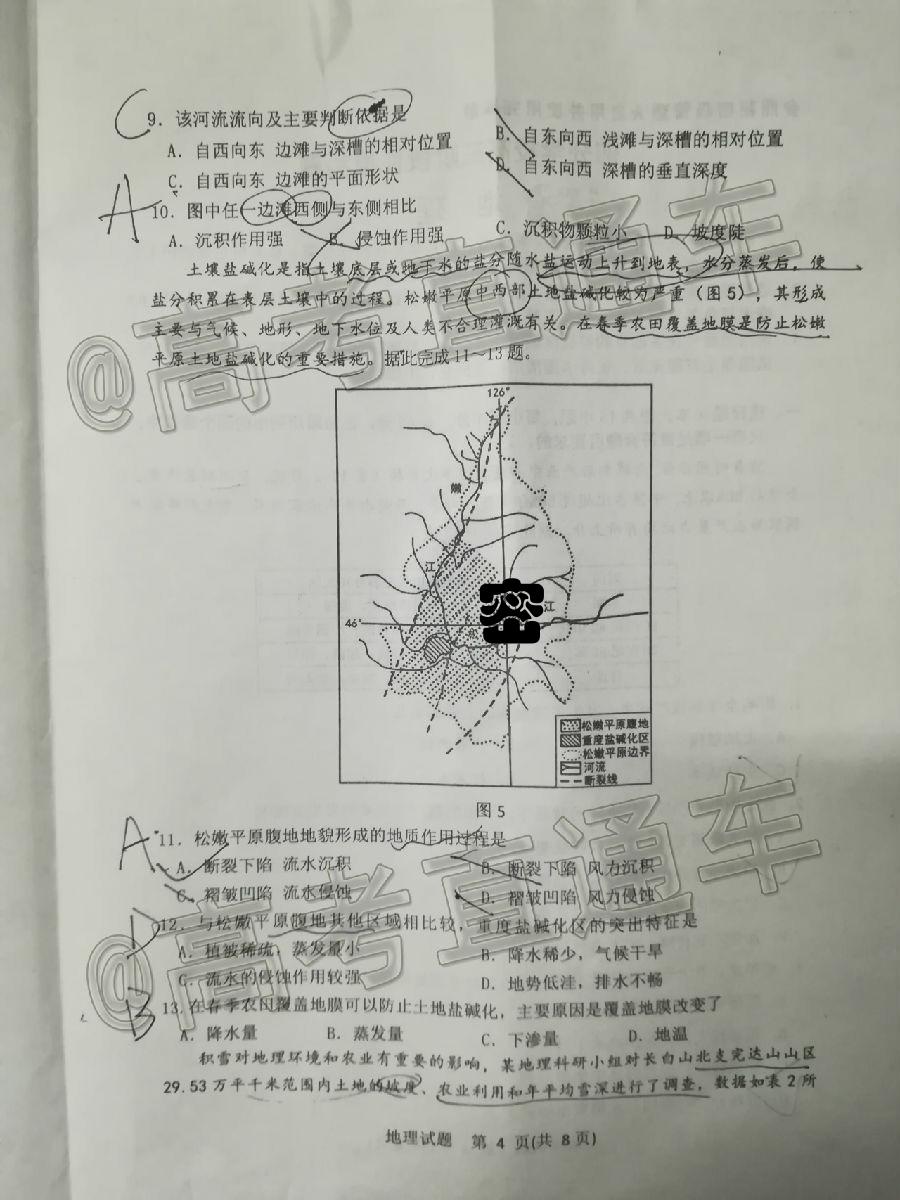 C
9．该河流流向及主要判断依据是
A．自西向东 边滩与深槽的相对位置
B．自东向西 浅滩与深槽的相对位置
C．自西向东 边滩的平面形状
D．自东向西 深槽的垂直深度
A
10．图中任一边滩西侧与东侧相比
A．沉积作用强
B．侵蚀作用强
C．沉积物颗粒小
D．坡度陡
土壤盐碱化是指土壤底层或地下水的盐分随水盐运动上升到地表，水分蒸发后，使
盐分积累在表层土壤中的过程。松嫩平原中西部土地盐碱化较为严重（图5），其形成
主要与气候、地形、地下水位及人类不合理灌溉有关。在春季农田覆盖地膜是防止松嫩
平原土地盐碱化的重要措施。据此完成11～13题。
126°
嫩
江
江
46°
密
松嫩平原腹地
重度盐碱化区
松嫩平原边界
河流
断裂线
图5
A
11．松嫩平原腹地地貌形成的地质作用过程是
A．断裂下陷 流水沉积
B．断裂下陷 风力沉积
C．褶皱凹陷 流水侵蚀
D．褶皱凹陷 风力侵蚀
D
12．与松嫩平原腹地其他区域相比较，重度盐碱化区的突出特征是
A．植被稀疏，蒸发量小
B．降水稀少，气候干旱
C．流水的侵蚀作用较强
D．地势低洼，排水不畅
B
13．在春季农田覆盖地膜可以防止土地盐碱化，主要原因是覆盖地膜改变了
A．降水量
B．蒸发量
C．下渗量
D．地温
积雪对地理环境和农业有重要的影响，某地理科研小组对长白山北支完达山山区
29.53万平千米范围内土地的坡度、农业利用和年平均雪深进行了调查，数据如表2所
地理试题 第 4 页(共 8 页)
@高考直通车
@高考直通车